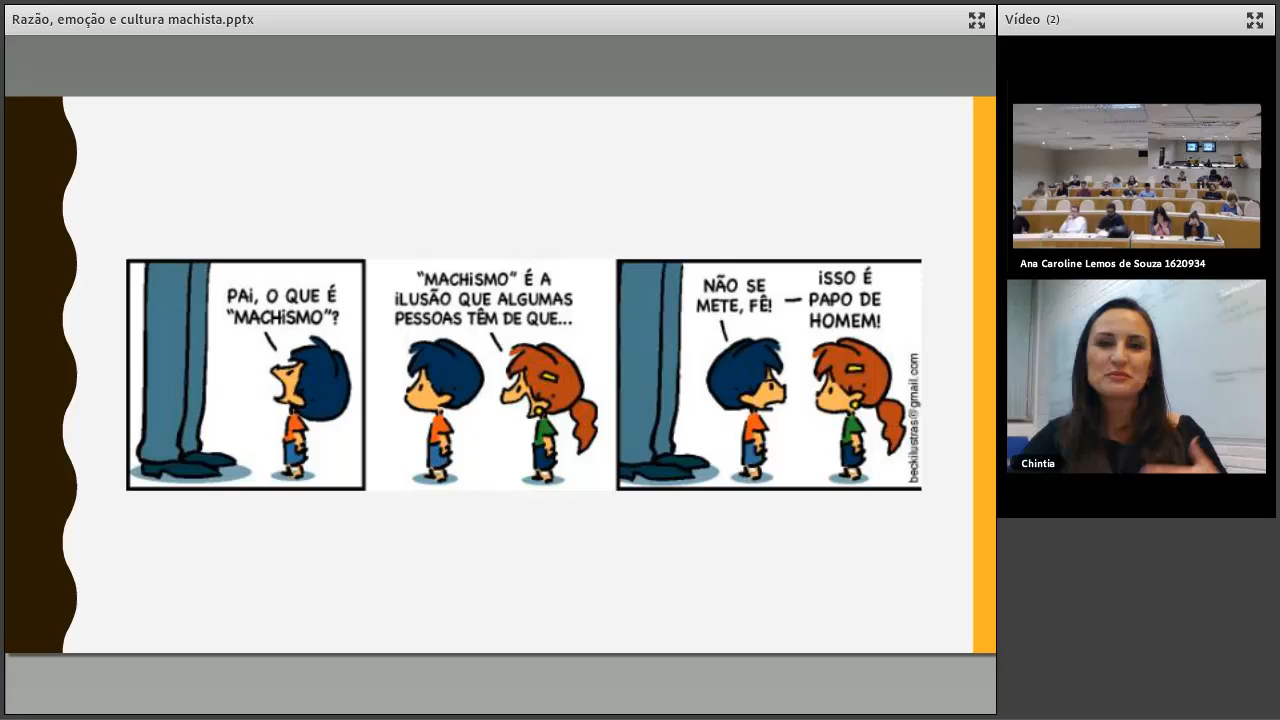 Razão, emoção e cultura machista.pptx
Vídeo (2)
PAi, O QUE É
“MACHiSMO”?
“MACHiSMO” É A
iLUSÃO QUE ALGUMAS
PESSOAS TÊM DE QUE...
NÃO SE
METE, FÊ!
iSSO É
PAPO DE
HOMEM!
beckilustras@gmail.com
Ana Caroline Lemos de Souza 1620934
Chintia